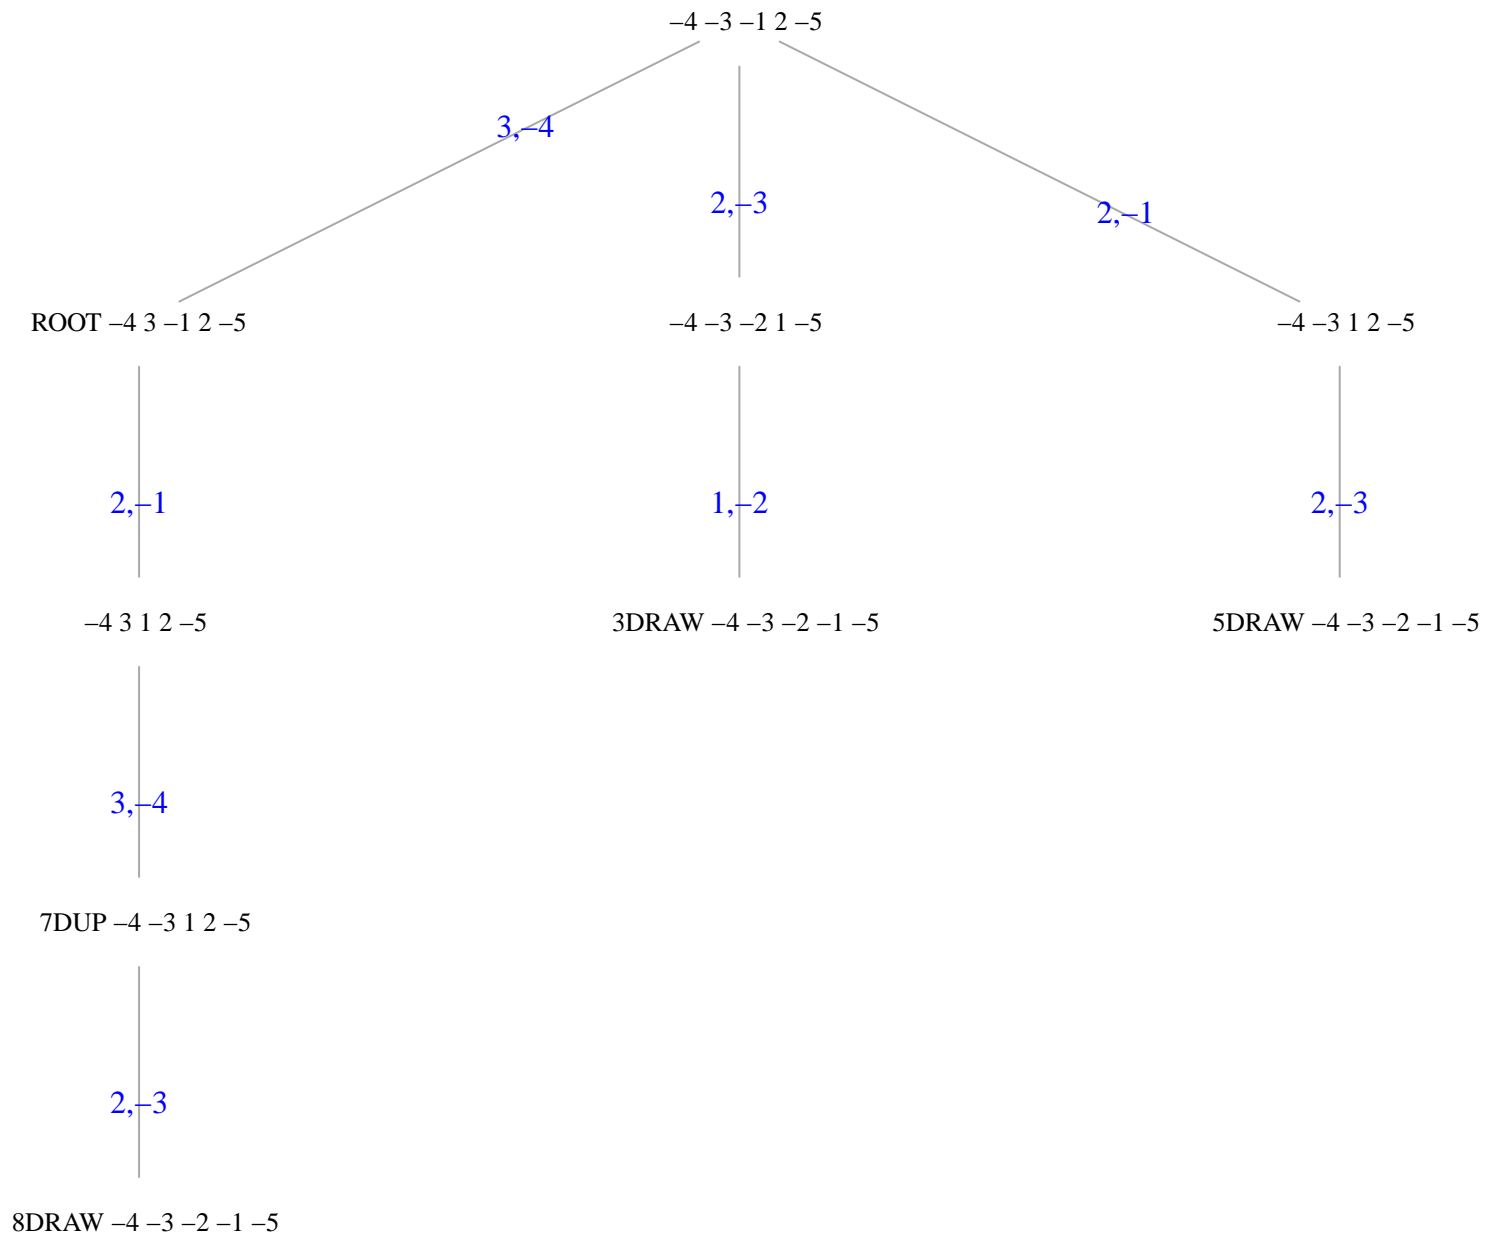 –4 –3 –1 2 –5
3,–4
2,–3
2,–1
ROOT –4 3 –1 2 –5
–4 –3 –2 1 –5
–4 –3 1 2 –5
2,–1
1,–2
2,–3
–4 3 1 2 –5
3DRAW –4 –3 –2 –1 –5
5DRAW –4 –3 –2 –1 –5
3,–4
7DUP –4 –3 1 2 –5
2,–3
8DRAW –4 –3 –2 –1 –5